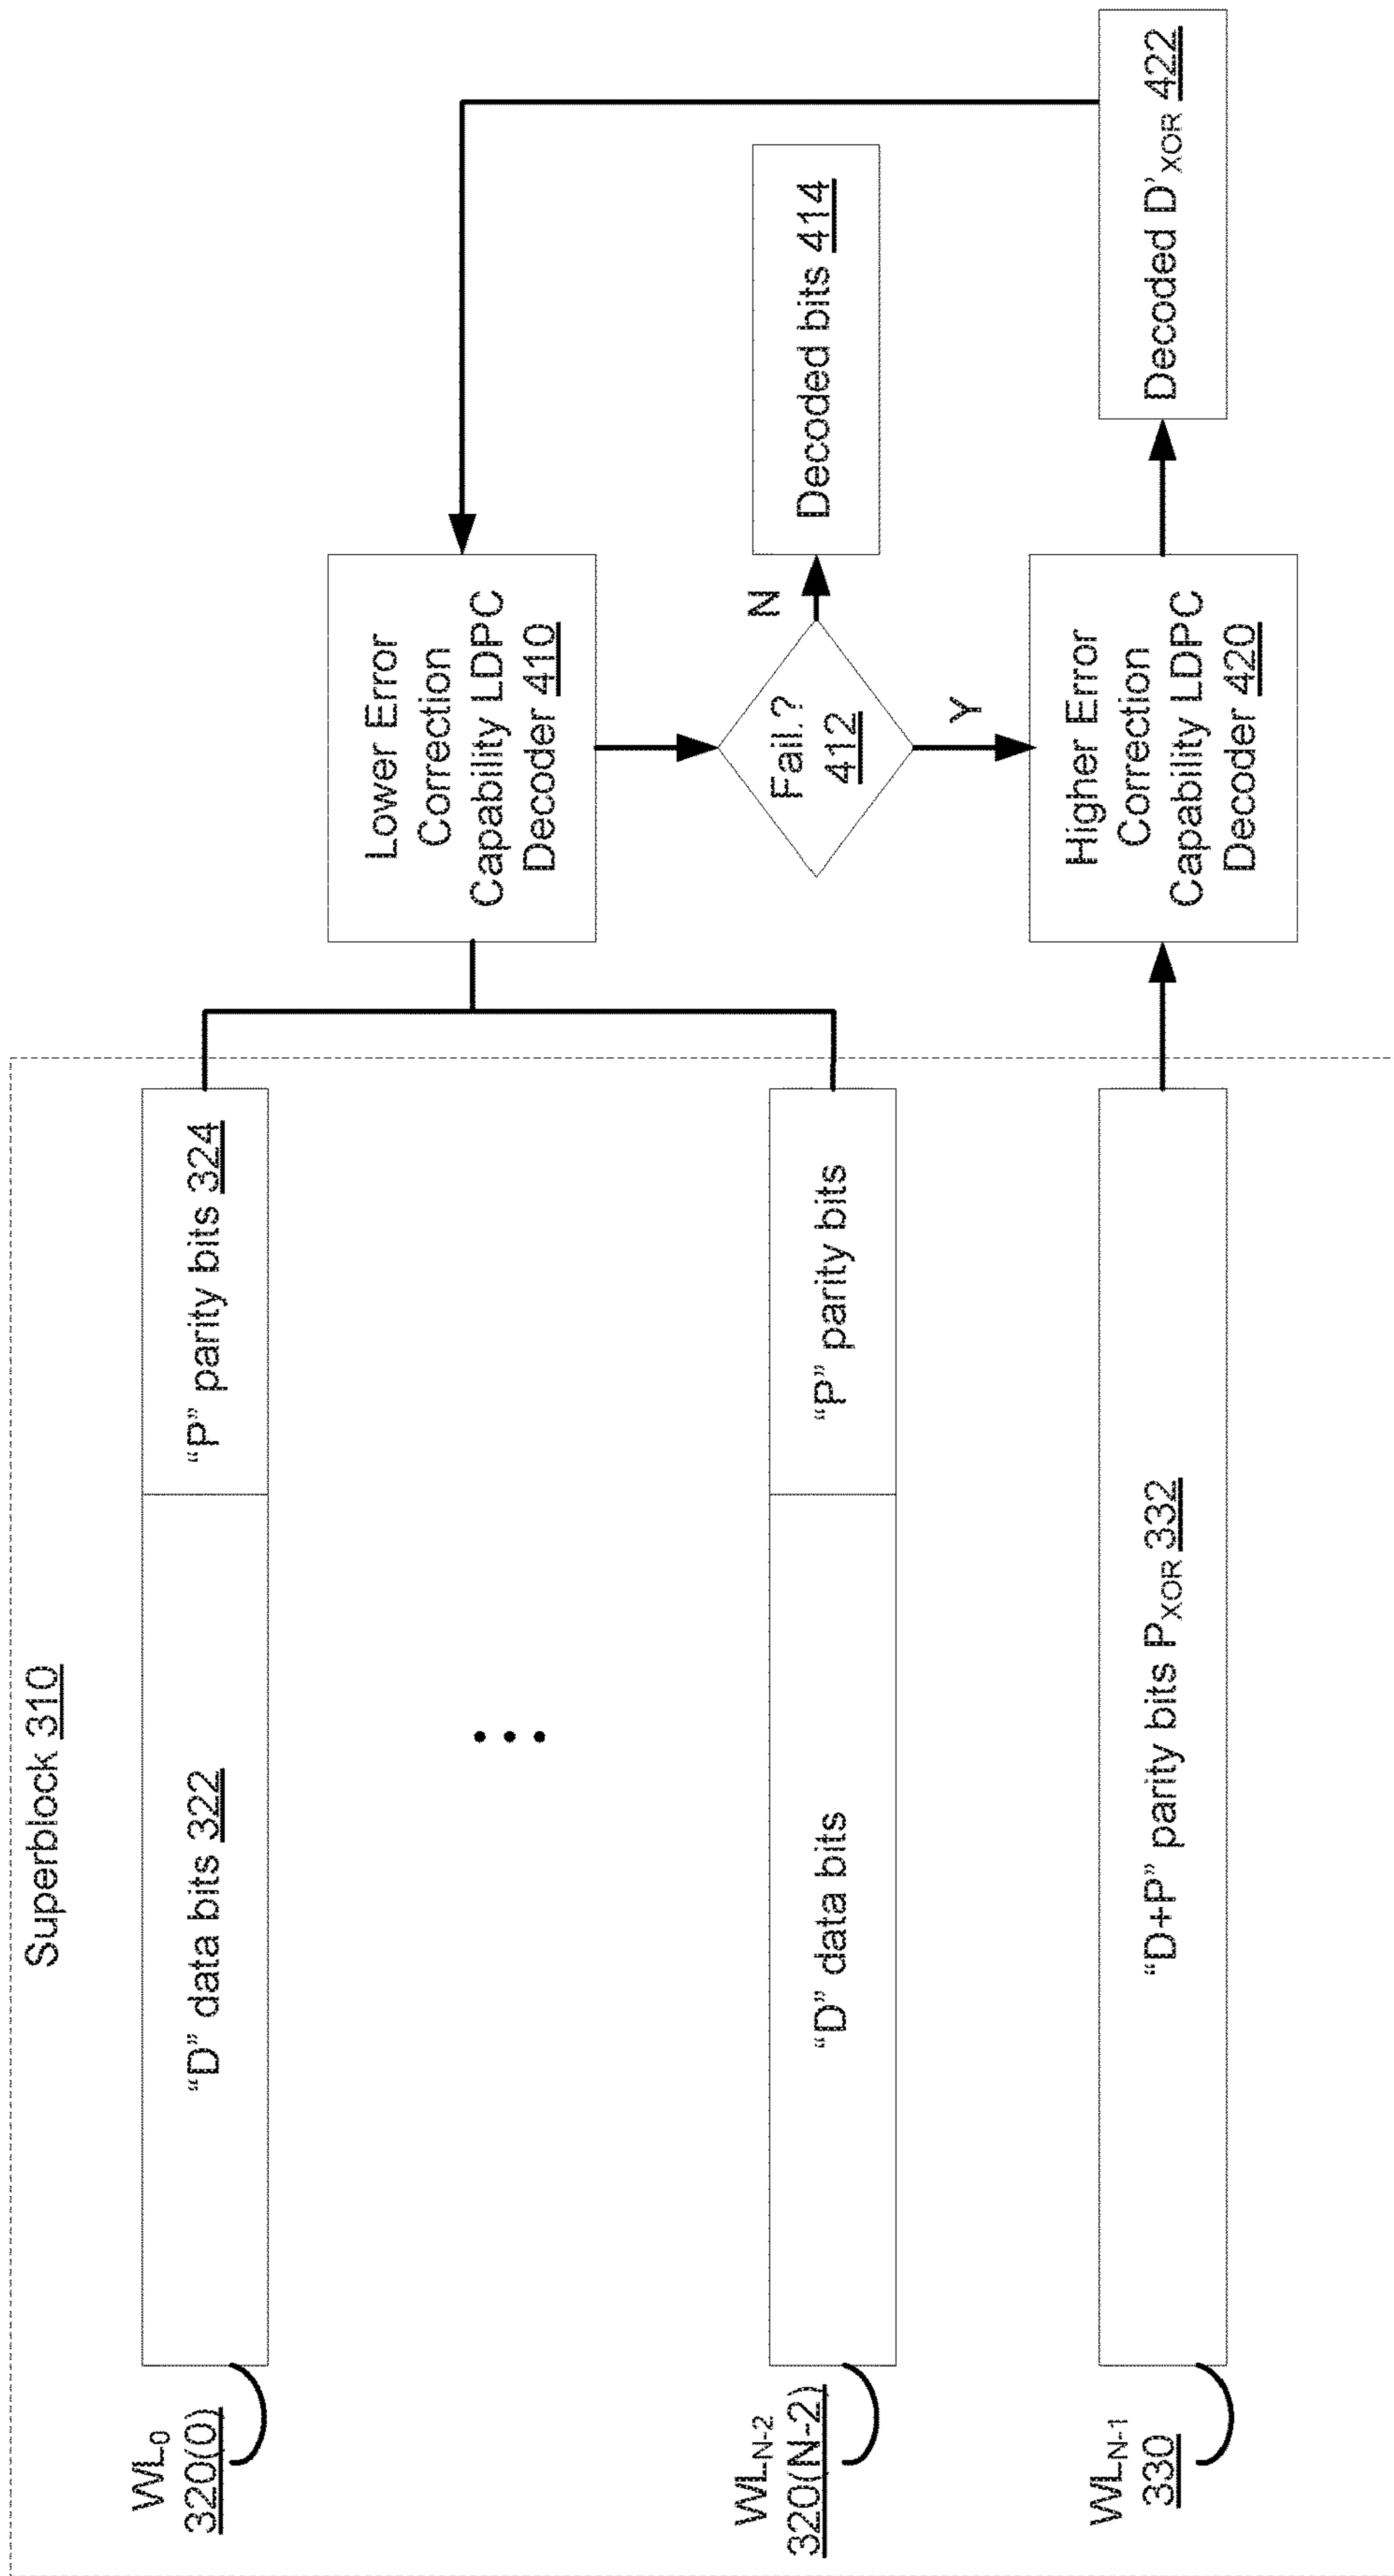 Superblock 310
WL0
320(0)
“D” data bits 322
“P” parity bits 324
Lower Error
Correction
Capability LDPC
Decoder 410
WLN-2
320(N-2)
“D” data bits
“P” parity bits
Fail.?
412
N
Decoded bits 414
Y
WLN-1
330
“D+P” parity bits PXOR 332
Higher Error
Correction
Capability LDPC
Decoder 420
Decoded D’XOR 422